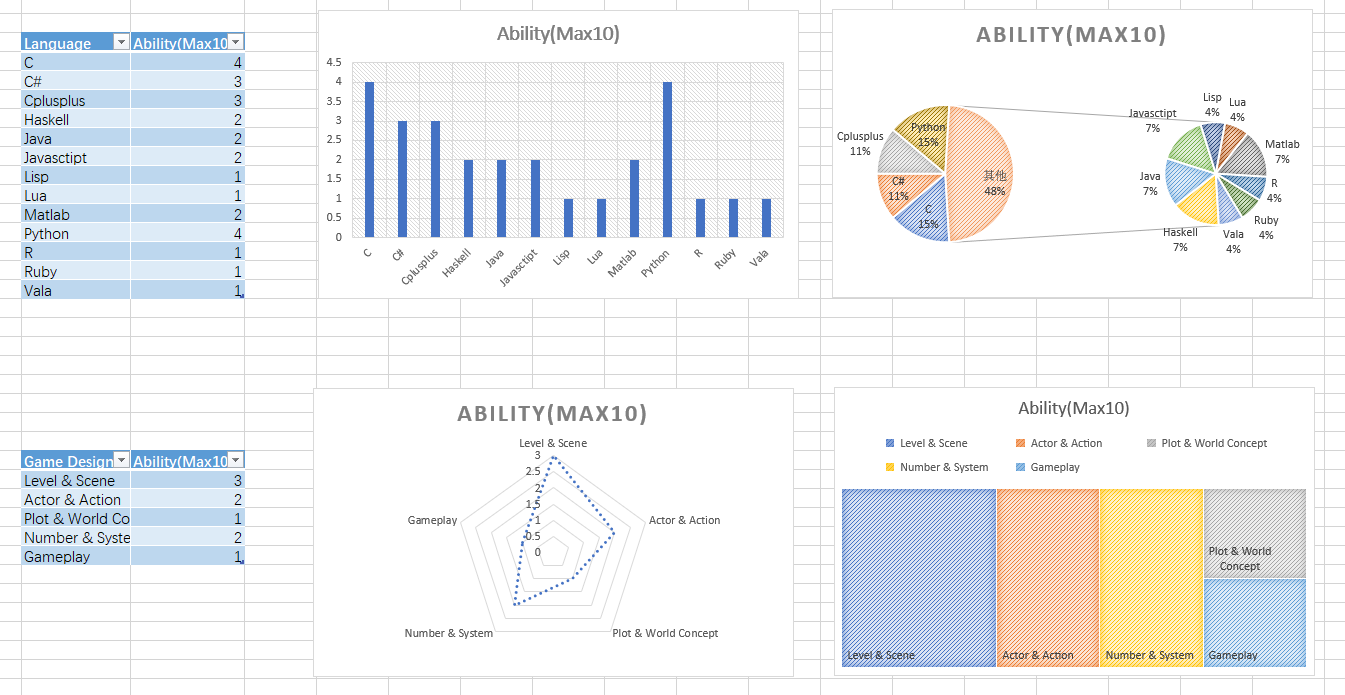 Language Ability(Max10
C 4
C# 3
Cplusplus 3
Haskell 2
Java 2
Javasctipt 2
Lisp 1
Lua 1
Matlab 2
Python 4
R 1
Ruby 1
Vala 1
Ability(Max10)
4.5
4
3.5
3
2.5
2
1.5
1
0.5
0
C C# Cplusplus Haskell Java Javasctipt Lisp Lua Matlab Python R Ruby Vala
ABILITY(MAX10)
Python
15%
Cplusplus
11%
C#
11%
C
15%
其他
48%
Javasctipt
7%
Lisp
4%
Lua
4%
Matlab
7%
Java
7%
R
4%
Ruby
4%
Haskell
7%
Vala
4%
Game Design Ability(Max10
Level & Scene 3
Actor & Action 2
Plot & World Co 1
Number & Syste 2
Gameplay 1
ABILITY(MAX10)
Level & Scene
3
2.5
2
1.5
1
0.5
0
Gameplay
Actor & Action
Number & System
Plot & World Concept
Ability(Max10)
Level & Scene Actor & Action Plot & World Concept
Number & System Gameplay
Plot & World
Concept
Level & Scene Actor & Action Number & System Gameplay